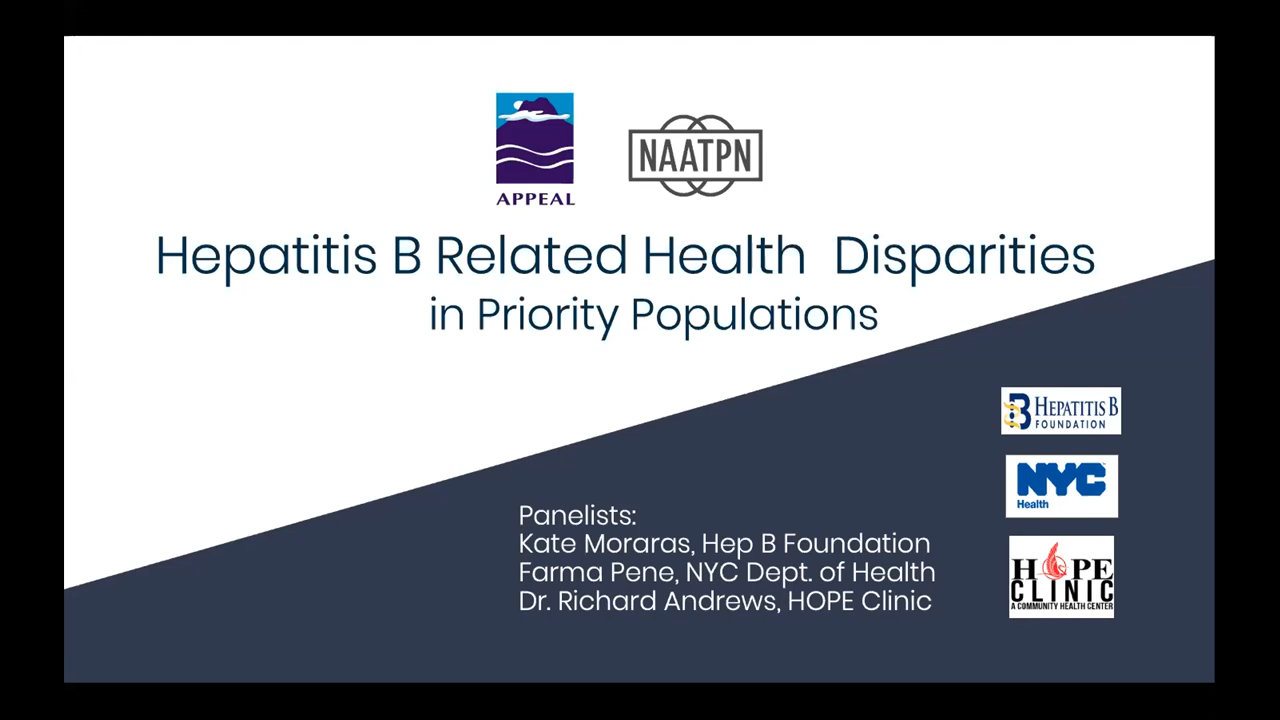 APPEAL
NAATPN
Hepatitis B Related Health Disparities
in Priority Populations
HEPATITIS B
FOUNDATION
NYC
Health
HOPE
CLINIC
A COMMUNITY HEALTH CENTER
Panelists:
Kate Moraras, Hep B Foundation
Farma Pene, NYC Dept. of Health
Dr. Richard Andrews, HOPE Clinic